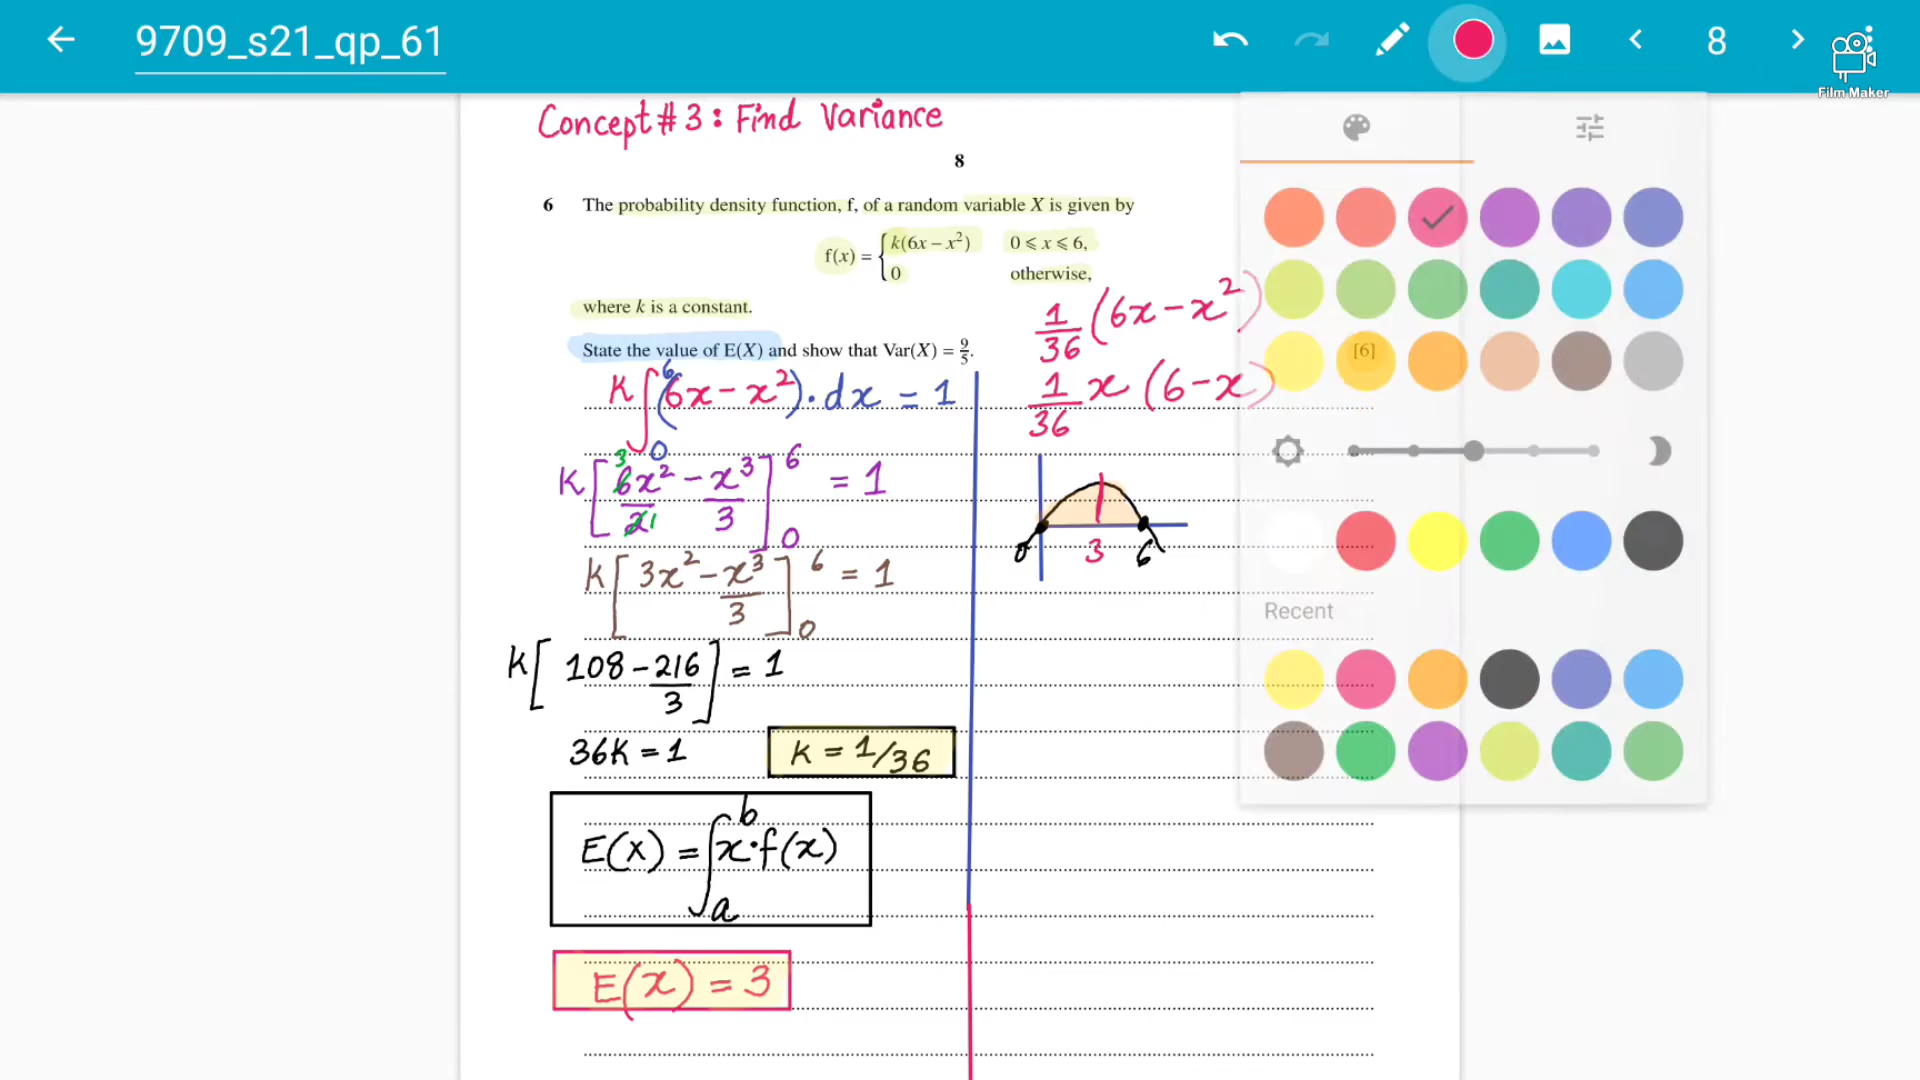 9709_s21_qp_61
8
Film Maker
Concept # 3 : Find Variance
8
6 The probability density function, f, of a random variable X is given by
f(x) = { k(6x – x²) 0 ⩽ x ⩽ 6,
0 otherwise,
where k is a constant.
State the value of E(X) and show that Var(X) = 9/5. [6]
K ∫₀⁶ (6x – x²) · dx = 1
K [ 6x²/2 – x³/3 ]₀⁶ = 1
3 1
K [ 3x² – x³/3 ]₀⁶ = 1
K [ 108 – 216/3 ] = 1
36K = 1
K = 1/36
E(x) = ∫ₐᵇ x · f(x)
E(x) = 3
1/36 (6x – x²)
1/36 x (6 – x)
0 3 6
Recent